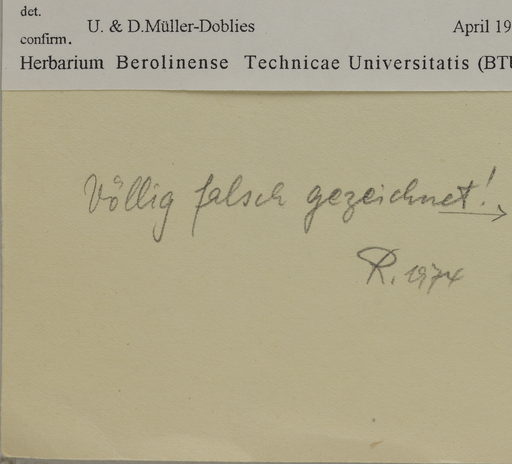 det.
confirm. U. & D.Müller-Doblies April 19
Herbarium Berolinense Technicae Universitatis (BTU
Völlig falsch gezeichnet!
R. 1974